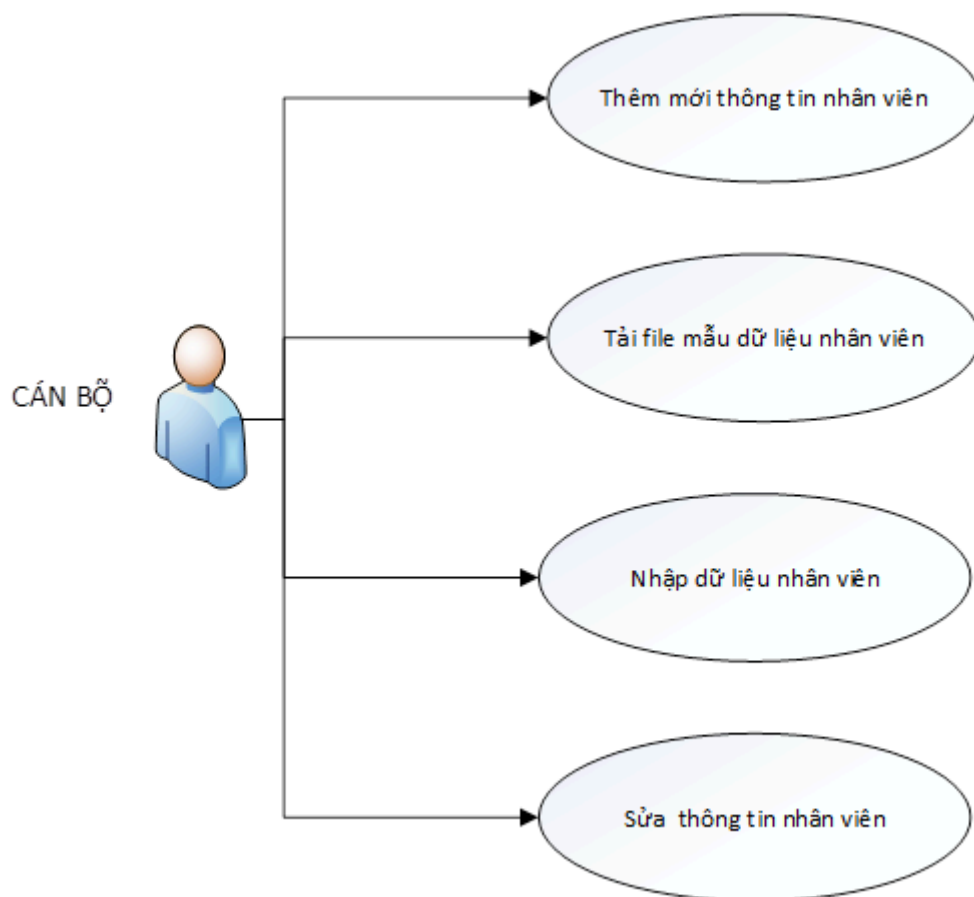 Thêm mới thông tin nhân viên
Tải file mẫu dữ liệu nhân viên
CÁN BỖ
Nhập dữ liệu nhân viên
Sửa thông tin nhân viên